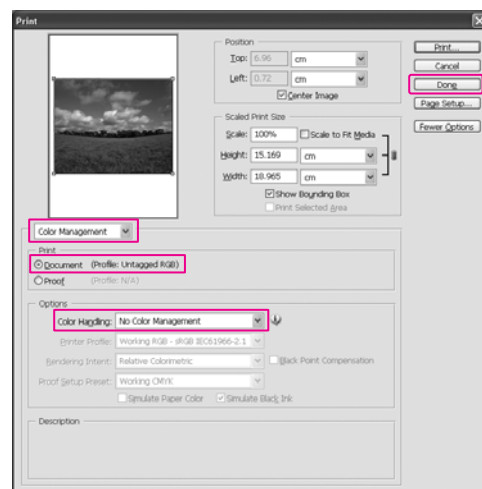 Print
Position
Top: 6.96 cm
Left: 0.72 cm
Center Image
Scaled Print Size
Scale: 100% Scale to Fit Media
Height: 15.169 cm
Width: 18.965 cm
Show Bounding Box
Print Selected Area
Print...
Cancel
Done
Page Setup...
Fewer Options
Color Management
Print
Document (Profile: Untagged RGB)
Proof (Profile: N/A)
Options
Color Handling: No Color Management
Printer Profile: Working RGB - sRGB IEC61966-2.1
Rendering Intent: Relative Colorimetric Black Point Compensation
Proof Setup Preset: Working CMYK
Simulate Paper Color Simulate Black Ink
Description